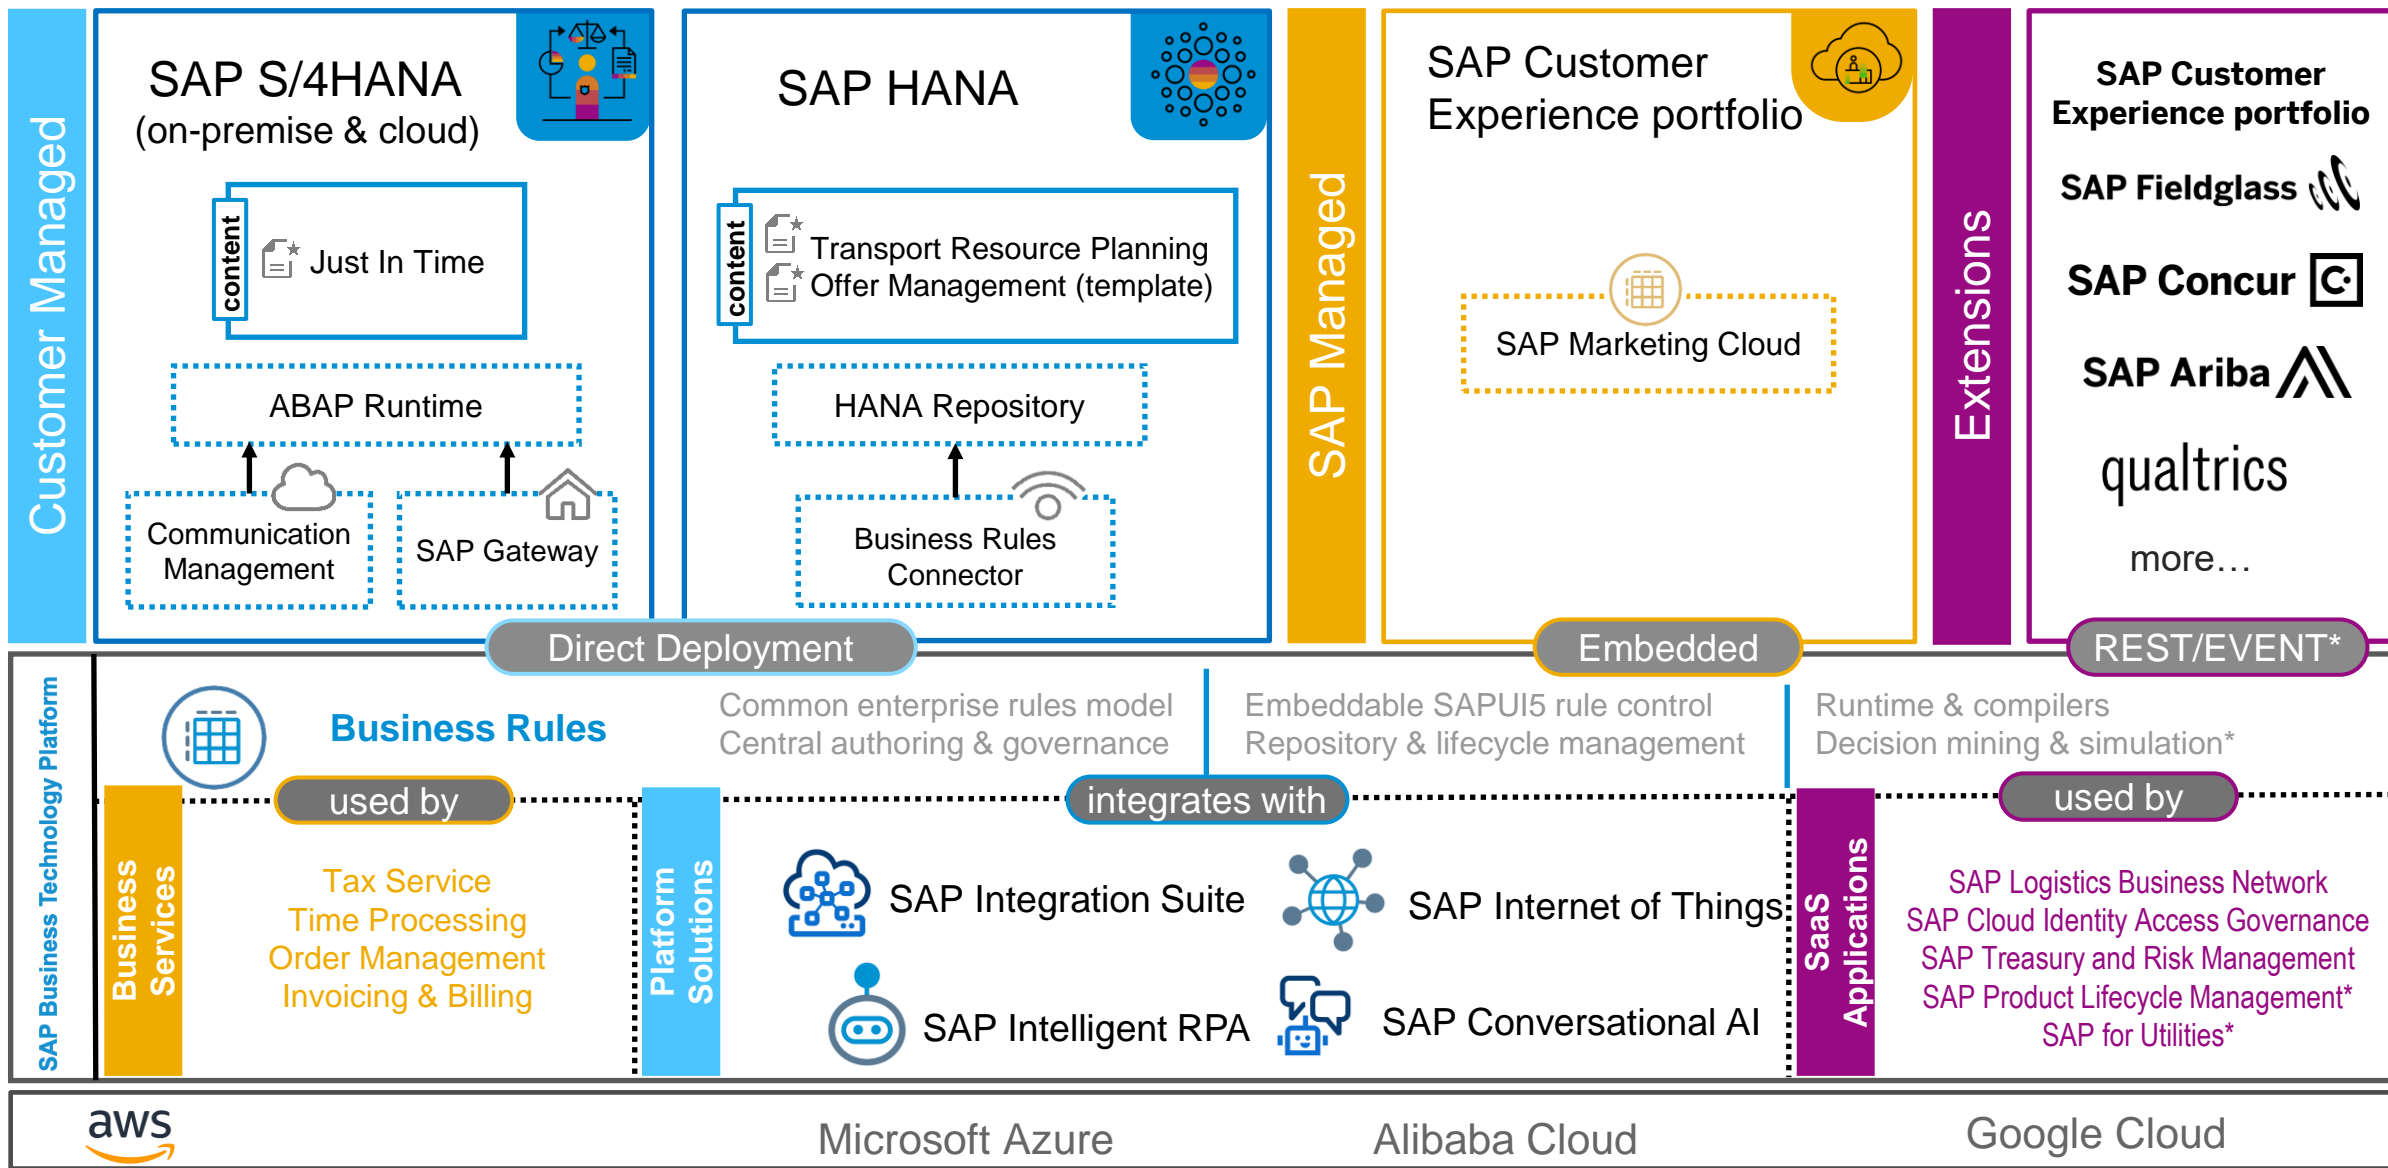 Customer Managed
SAP S/4HANA
(on-premise & cloud)
content
Just In Time
ABAP Runtime
Communication
Management
SAP Gateway
SAP HANA
content
Transport Resource Planning
Offer Management (template)
HANA Repository
Business Rules
Connector
Direct Deployment
SAP Managed
SAP Customer
Experience portfolio
SAP Marketing Cloud
Embedded
Extensions
SAP Customer
Experience portfolio
SAP Fieldglass
SAP Concur C
SAP Ariba
qualtrics
more…
REST/EVENT*
SAP Business Technology Platform
Business Rules
Common enterprise rules model
Central authoring & governance
Embeddable SAPUI5 rule control
Repository & lifecycle management
Runtime & compilers
Decision mining & simulation*
Business
Services
used by
Tax Service
Time Processing
Order Management
Invoicing & Billing
Platform
Solutions
integrates with
SAP Integration Suite
SAP Internet of Things
SAP Intelligent RPA
SAP Conversational AI
SaaS
Applications
used by
SAP Logistics Business Network
SAP Cloud Identity Access Governance
SAP Treasury and Risk Management
SAP Product Lifecycle Management*
SAP for Utilities*
aws
Microsoft Azure
Alibaba Cloud
Google Cloud